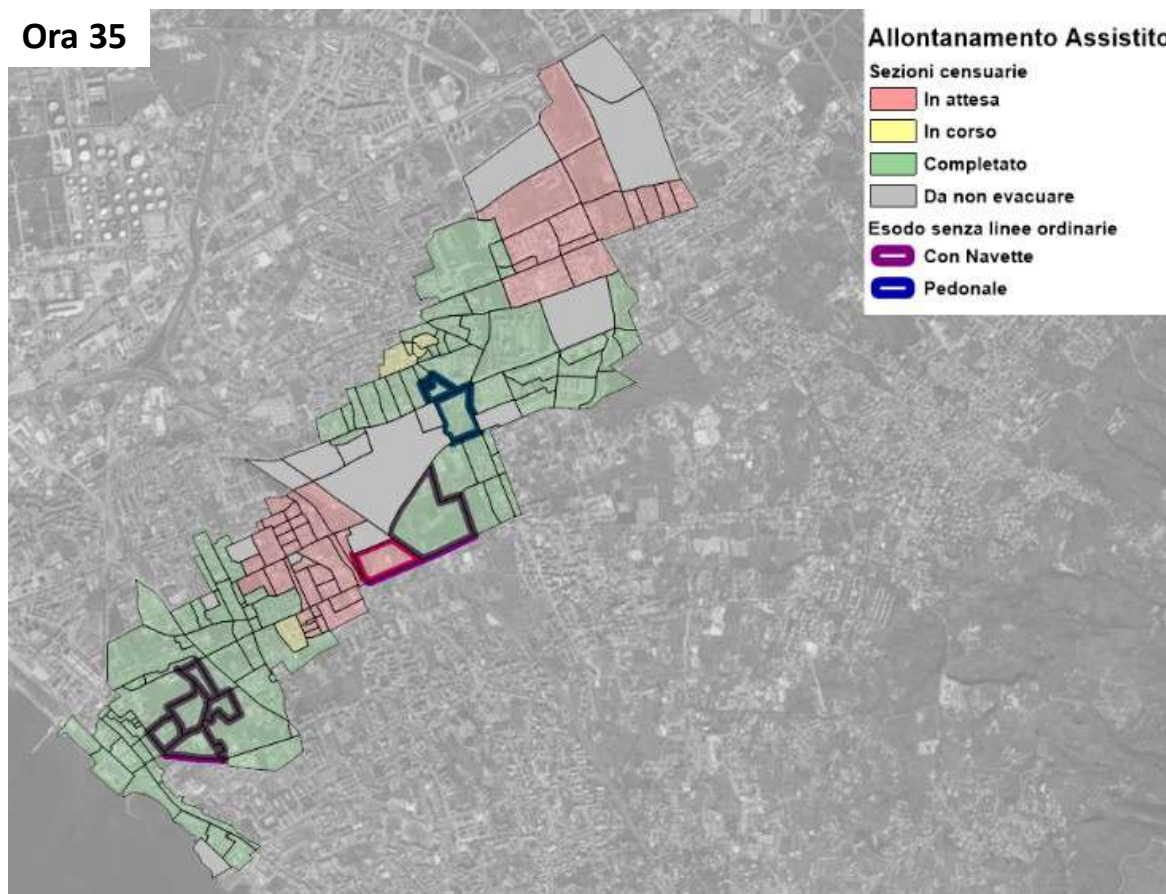 Ora 35
Allontanamento Assistito
Sezioni censuarie
In attesa
In corso
Completato
Da non evacuare
Esodo senza linee ordinarie
Con Navette
Pedonale